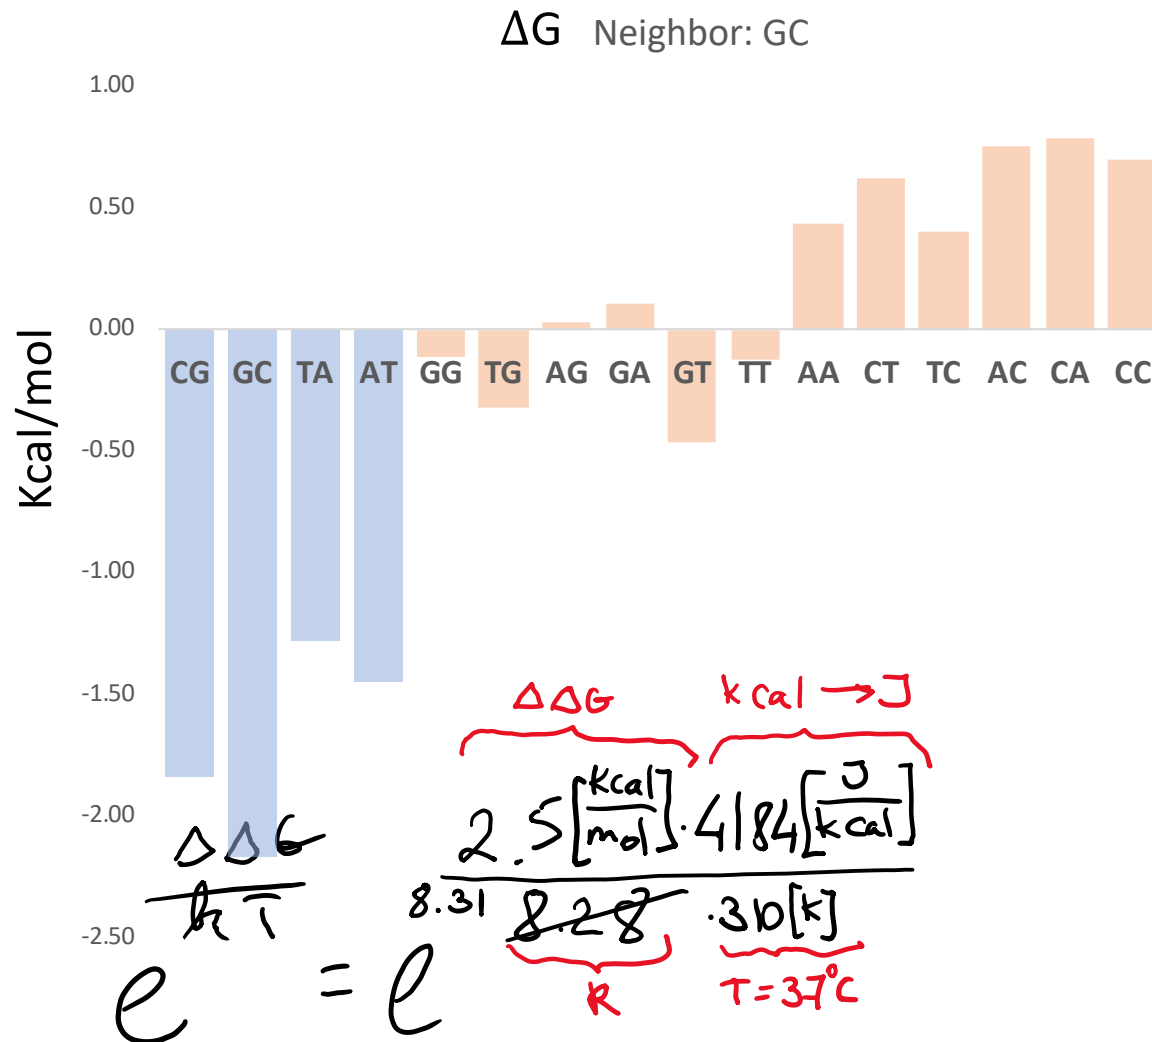 ΔG Neighbor: GC
1.00
0.50
0.00
-0.50
-1.00
-1.50
-2.00
-2.50
Kcal/mol
CG GC TA AT GG TG AG GA GT TT AA CT TC AC CA CC
ΔΔG kcal → J
ΔΔG
kT
2.5 [kcal/mol] · 4184 [J/kcal]
8.31 8.28 · 310 [k]
e = e
R T = 37°C